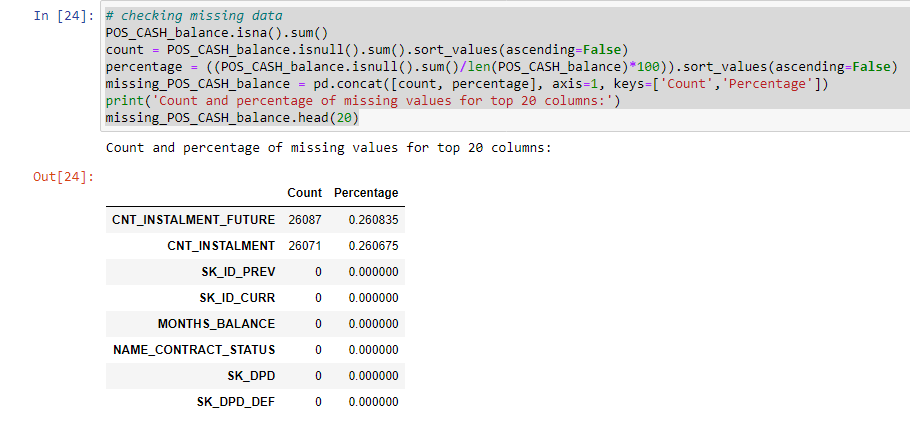 In [24]: # checking missing data
POS_CASH_balance.isna().sum()
count = POS_CASH_balance.isnull().sum().sort_values(ascending=False)
percentage = ((POS_CASH_balance.isnull().sum()/len(POS_CASH_balance)*100)).sort_values(ascending=False)
missing_POS_CASH_balance = pd.concat([count, percentage], axis=1, keys=['Count','Percentage'])
print('Count and percentage of missing values for top 20 columns:')
missing_POS_CASH_balance.head(20)
Count and percentage of missing values for top 20 columns:
Out[24]:
Count Percentage
CNT_INSTALMENT_FUTURE 26087 0.260835
CNT_INSTALMENT 26071 0.260675
SK_ID_PREV 0 0.000000
SK_ID_CURR 0 0.000000
MONTHS_BALANCE 0 0.000000
NAME_CONTRACT_STATUS 0 0.000000
SK_DPD 0 0.000000
SK_DPD_DEF 0 0.000000